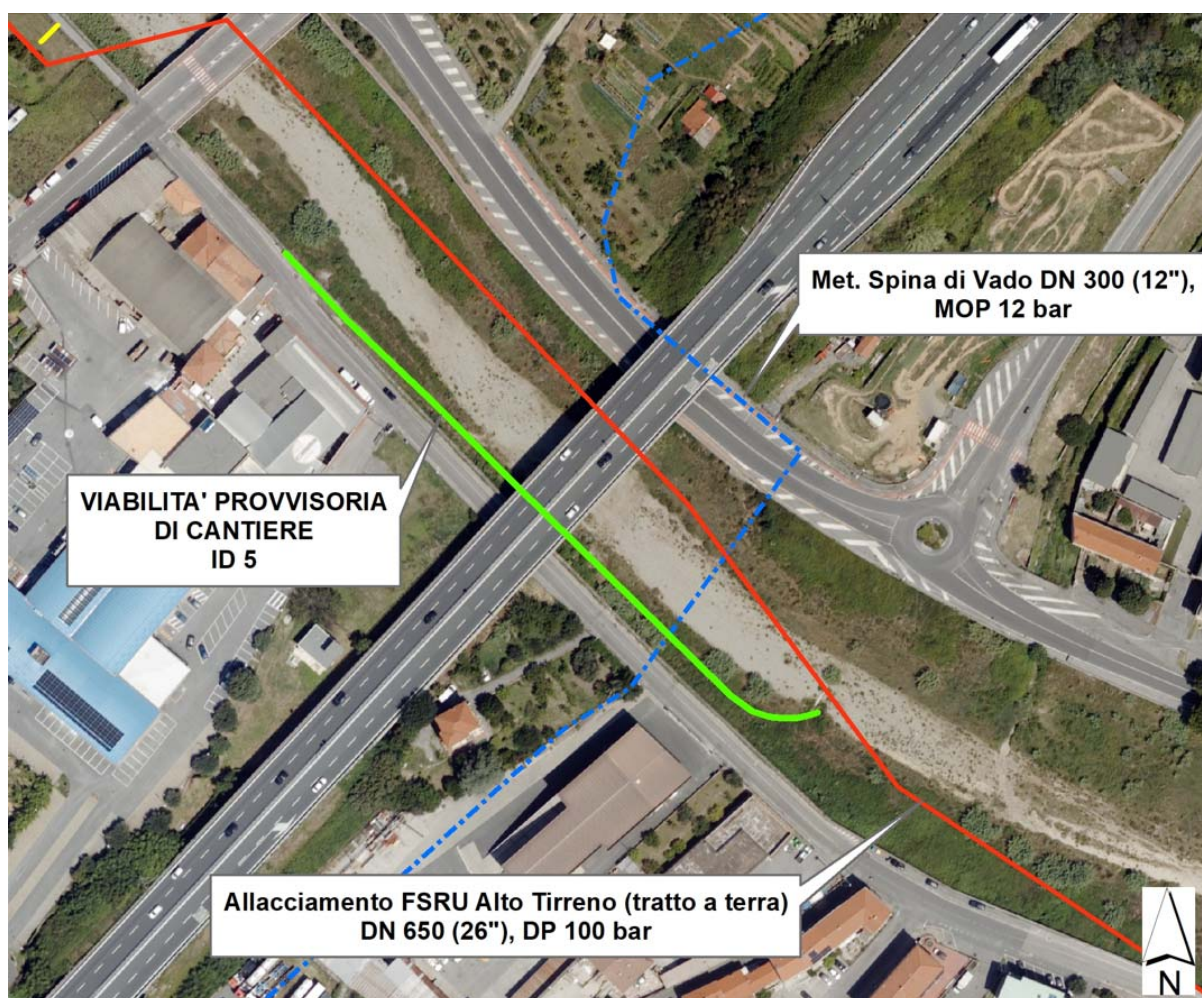 Met. Spina di Vado DN 300 (12"),
MOP 12 bar
VIABILITA' PROVVISORIA
DI CANTIERE
ID 5
Allacciamento FSRU Alto Tirreno (tratto a terra)
DN 650 (26"), DP 100 bar
N